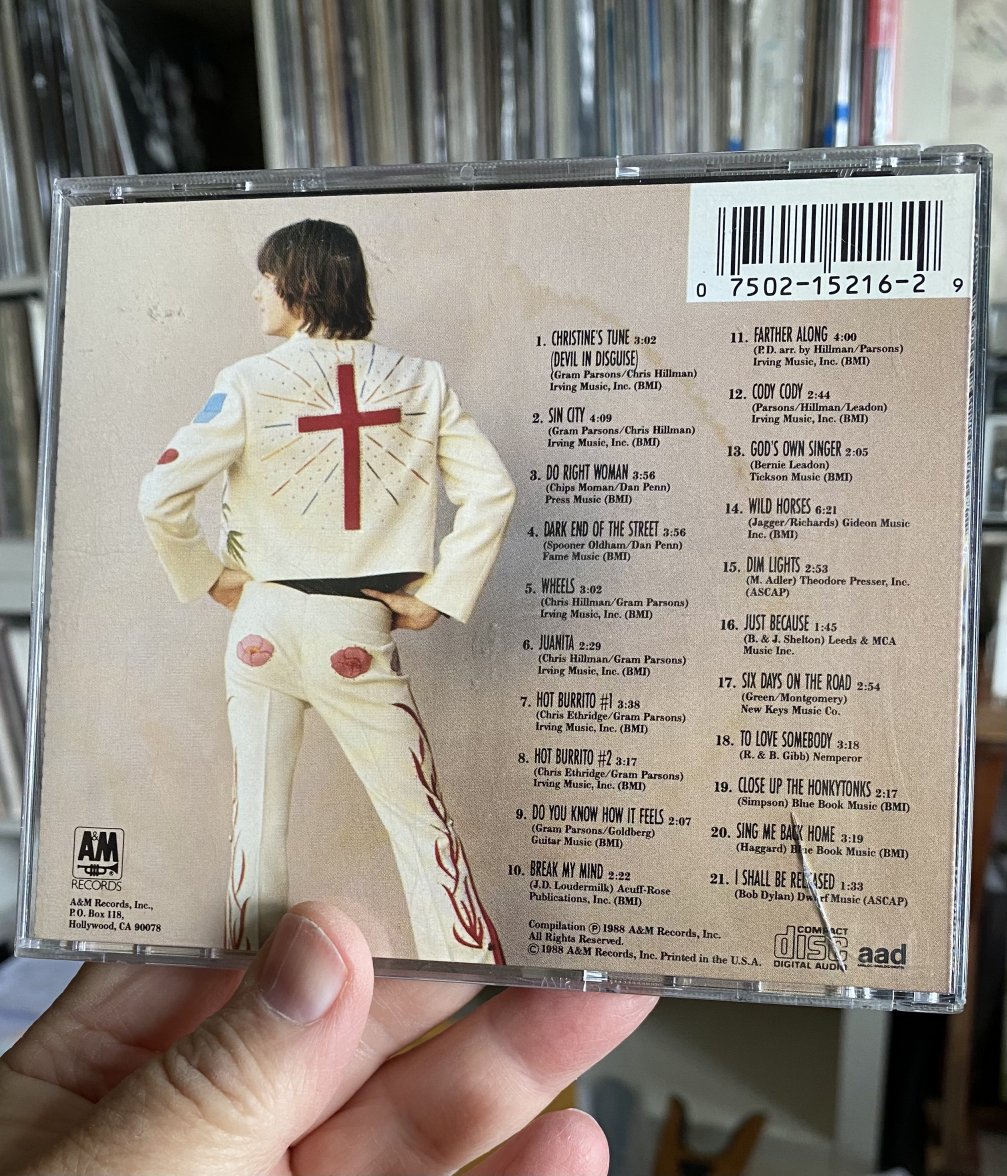 0 7502-15216-2 9
1. CHRISTINE'S TUNE 3:02
(DEVIL IN DISGUISE)
(Gram Parsons/Chris Hillman)
Irving Music, Inc. (BMI)
2. SIN CITY 4:09
(Gram Parsons/Chris Hillman)
Irving Music, Inc. (BMI)
3. DO RIGHT WOMAN 3:56
(Chips Moman/Dan Penn)
Press Music (BMI)
4. DARK END OF THE STREET 3:56
(Spooner Oldham/Dan Penn)
Fame Music (BMI)
5. WHEELS 3:02
(Chris Hillman/Gram Parsons)
Irving Music, Inc. (BMI)
6. JUANITA 2:29
(Chris Hillman/Gram Parsons)
Irving Music, Inc. (BMI)
7. HOT BURRITO #1 3:38
(Chris Ethridge/Gram Parsons)
Irving Music, Inc. (BMI)
8. HOT BURRITO #2 3:17
(Chris Ethridge/Gram Parsons)
Irving Music, Inc. (BMI)
9. DO YOU KNOW HOW IT FEELS 2:07
(Gram Parsons/Goldberg)
Guitar Music (BMI)
10. BREAK MY MIND 2:22
(J.D. Loudermilk) Acuff-Rose
Publications, Inc. (BMI)
11. FARTHER ALONG 4:00
(P.D. arr. by Hillman/Parsons)
Irving Music, Inc. (BMI)
12. CODY CODY 2:44
(Parsons/Hillman/Leadon)
Irving Music, Inc. (BMI)
13. GOD'S OWN SINGER 2:05
(Bernie Leadon)
Tickson Music (BMI)
14. WILD HORSES 6:21
(Jagger/Richards) Gideon Music
Inc. (BMI)
15. DIM LIGHTS 2:53
(M. Adler) Theodore Presser, Inc.
(ASCAP)
16. JUST BECAUSE 1:45
(B. & J. Shelton) Leeds & MCA
Music Inc.
17. SIX DAYS ON THE ROAD 2:54
(Green/Montgomery)
New Keys Music Co.
18. TO LOVE SOMEBODY 3:18
(R. & B. Gibb) Nemperor
19. CLOSE UP THE HONKYTONKS 2:17
(Simpson) Blue Book Music (BMI)
20. SING ME BACK HOME 3:19
(Haggard) Blue Book Music (BMI)
21. I SHALL BE RELEASED 1:33
(Bob Dylan) Dwarf Music (ASCAP)
A&M
RECORDS
A&M Records, Inc.,
P.O. Box 118,
Hollywood, CA 90078
Compilation ℗ 1988 A&M Records, Inc.
All Rights Reserved.
© 1988 A&M Records, Inc. Printed in the U.S.A.
COMPACT
disc
DIGITAL AUDIO
aad